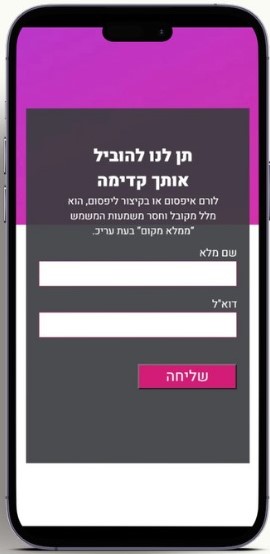 תן לנו להוביל
אותך קדימה
לורם איפסום או בקיצור ליפסום, הוא
מלל מקובל וחסר משמעות המשמש
"ממלא מקום" בעת עריכ.
שם מלא
דוא"ל
שליחה